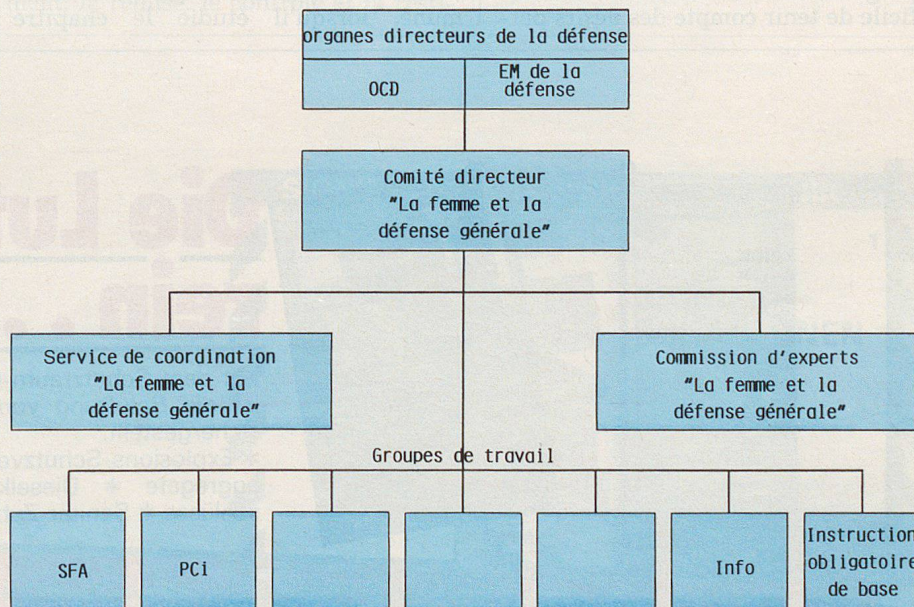 organes directeurs de la défense
OCD
EM de la
défense
Comité directeur
"La femme et la
défense générale"
Service de coordination
"La femme et la
défense générale"
Commission d'experts
"La femme et la
défense générale"
Groupes de travail
SFA
PCi
Info
Instruction
obligatoire
de base